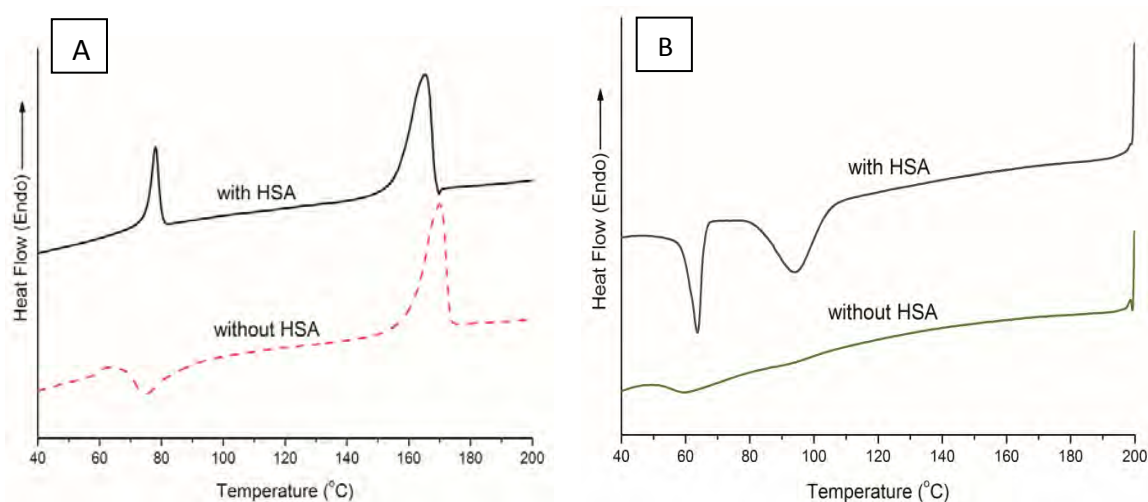 A
Heat Flow (Endo)
with HSA
without HSA
40 60 80 100 120 140 160 180 200
Temperature (°C)
B
Heat Flow (Endo)
with HSA
without HSA
40 60 80 100 120 140 160 180 200
Temperature (°C)